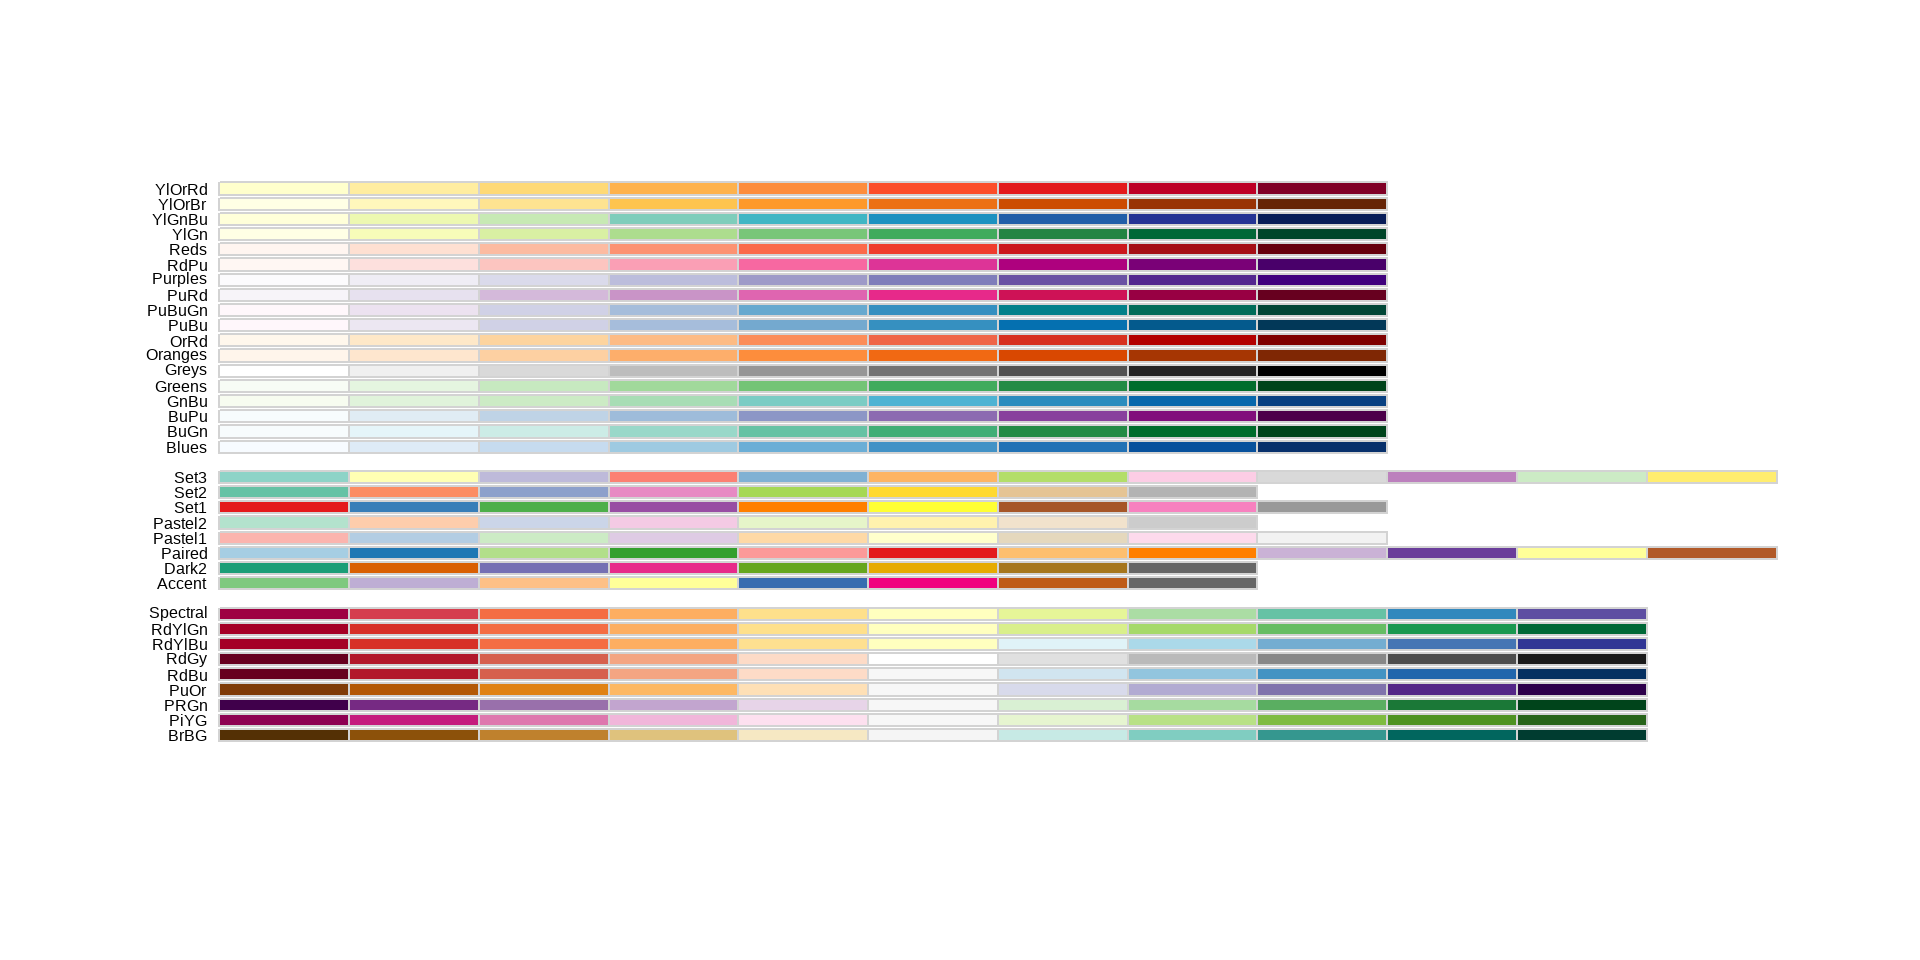 YlOrRd
YlOrBr
YlGnBu
YlGn
Reds
RdPu
Purples
PuRd
PuBuGn
PuBu
OrRd
Oranges
Greys
Greens
GnBu
BuPu
BuGn
Blues
Set3
Set2
Set1
Pastel2
Pastel1
Paired
Dark2
Accent
Spectral
RdYlGn
RdYlBu
RdGy
RdBu
PuOr
PRGn
PiYG
BrBG